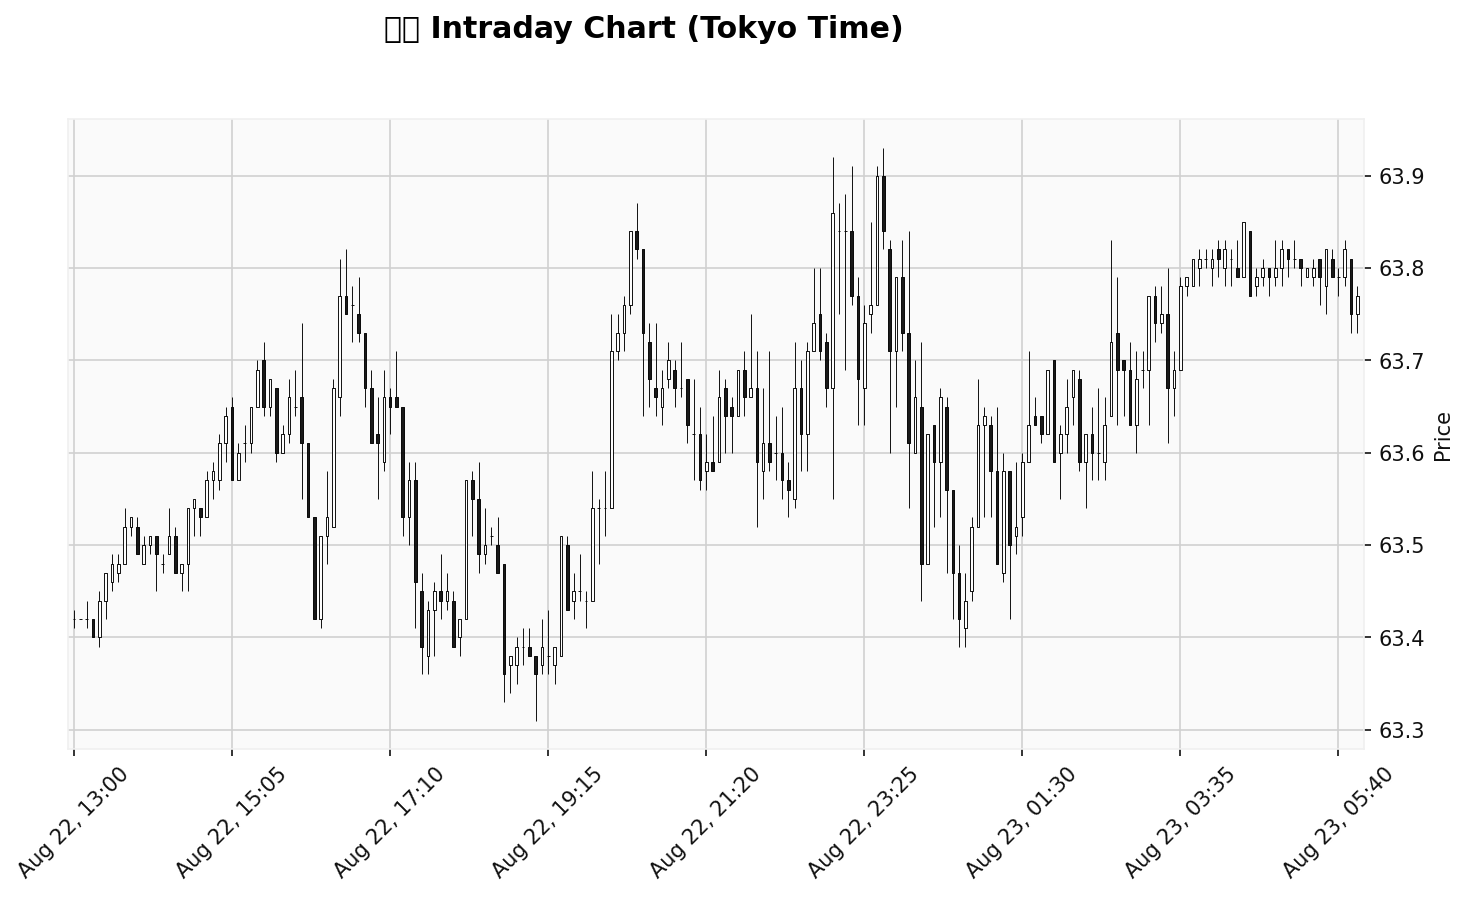 Intraday Chart (Tokyo Time)
63.9
63.8
63.7
63.6
63.5
63.4
63.3
Price
Aug 22, 13:00
Aug 22, 15:05
Aug 22, 17:10
Aug 22, 19:15
Aug 22, 21:20
Aug 22, 23:25
Aug 23, 01:30
Aug 23, 03:35
Aug 23, 05:40